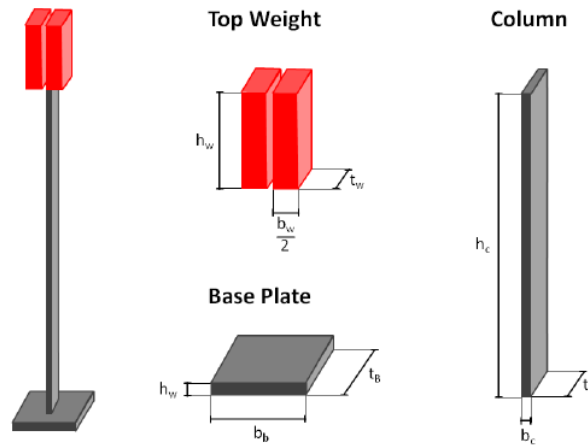 Top Weight
Column
h_w
t_w
b_w
2
h_c
Base Plate
h_w
t_B
b_b
t
b_c